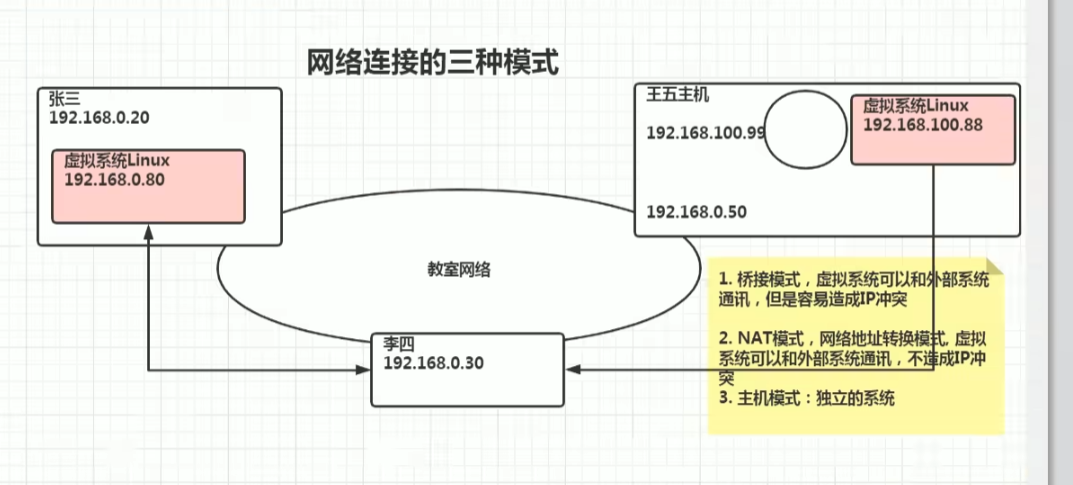 网络连接的三种模式
张三
192.168.0.20
虚拟系统Linux
192.168.0.80
王五主机
192.168.100.99
192.168.0.50
虚拟系统Linux
192.168.100.88
教室网络
李四
192.168.0.30
1. 桥接模式，虚拟系统可以和外部系统
通讯，但是容易造成IP冲突
2. NAT模式，网络地址转换模式, 虚拟
系统可以和外部系统通讯，不造成IP冲
突
3. 主机模式：独立的系统